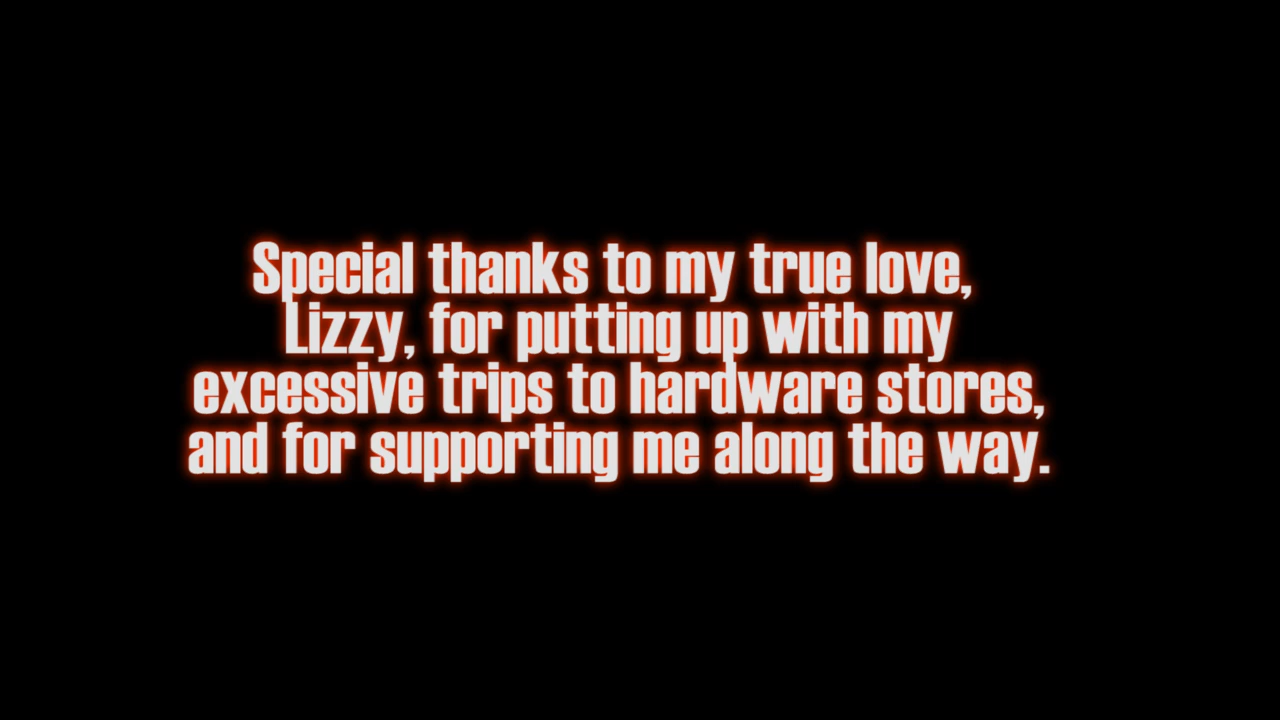 Special thanks to my true love,
Lizzy, for putting up with my
excessive trips to hardware stores,
and for supporting me along the way.